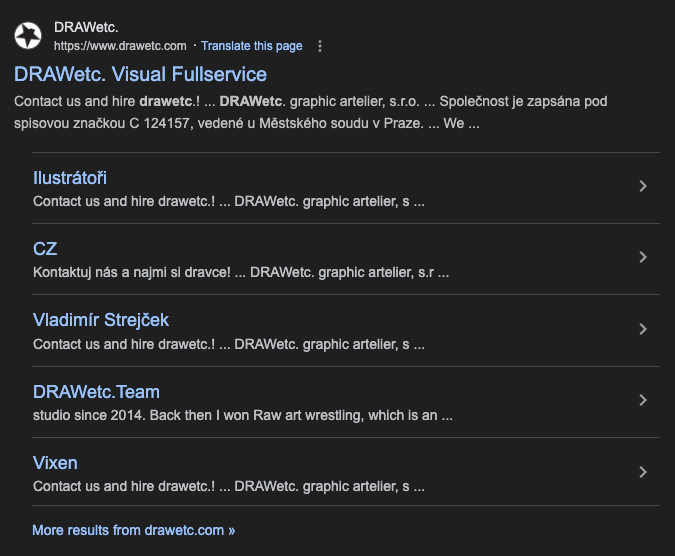 DRAWetc.
https://www.drawetc.com · Translate this page
DRAWetc. Visual Fullservice
Contact us and hire drawetc.! ... DRAWetc. graphic artelier, s.r.o. ... Společnost je zapsána pod
spisovou značkou C 124157, vedené u Městského soudu v Praze. ... We ...
Ilustrátoři
Contact us and hire drawetc.! ... DRAWetc. graphic artelier, s ...
CZ
Kontaktuj nás a najmi si dravce! ... DRAWetc. graphic artelier, s.r ...
Vladimír Strejček
Contact us and hire drawetc.! ... DRAWetc. graphic artelier, s ...
DRAWetc.Team
studio since 2014. Back then I won Raw art wrestling, which is an ...
Vixen
Contact us and hire drawetc.! ... DRAWetc. graphic artelier, s ...
More results from drawetc.com »